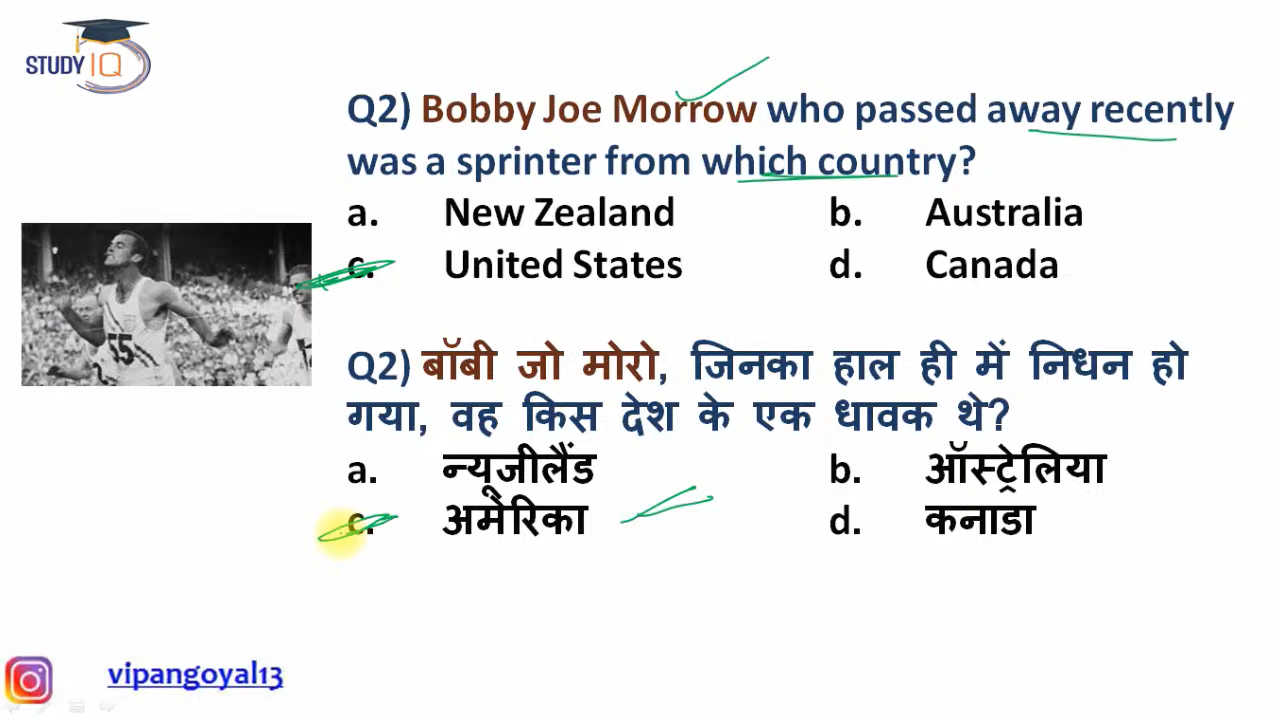 STUDY IQ
Q2) Bobby Joe Morrow who passed away recently
was a sprinter from which country?
a. New Zealand b. Australia
c. United States d. Canada
55
Q2) बॉबी जो मोरो, जिनका हाल ही में निधन हो
गया, वह किस देश के एक धावक थे?
a. न्यूजीलैंड b. ऑस्ट्रेलिया
c. अमेरिका d. कनाडा
vipangoyal13